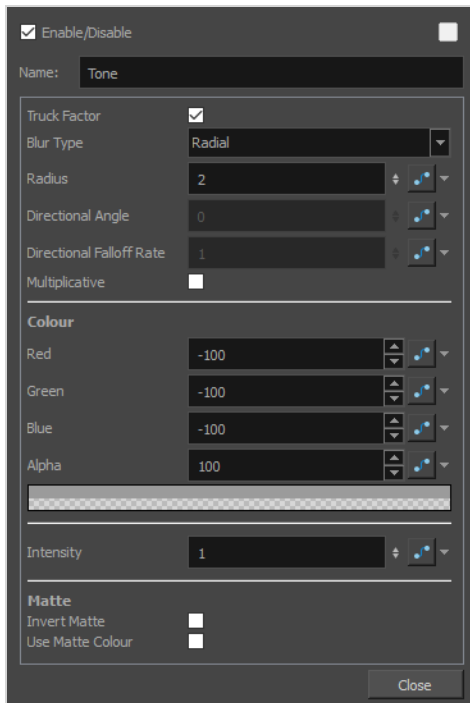 Enable/Disable
Name: Tone
Truck Factor
Blur Type Radial
Radius 2
Directional Angle 0
Directional Falloff Rate 1
Multiplicative
Colour
Red -100
Green -100
Blue -100
Alpha 100
Intensity 1
Matte
Invert Matte
Use Matte Colour
Close